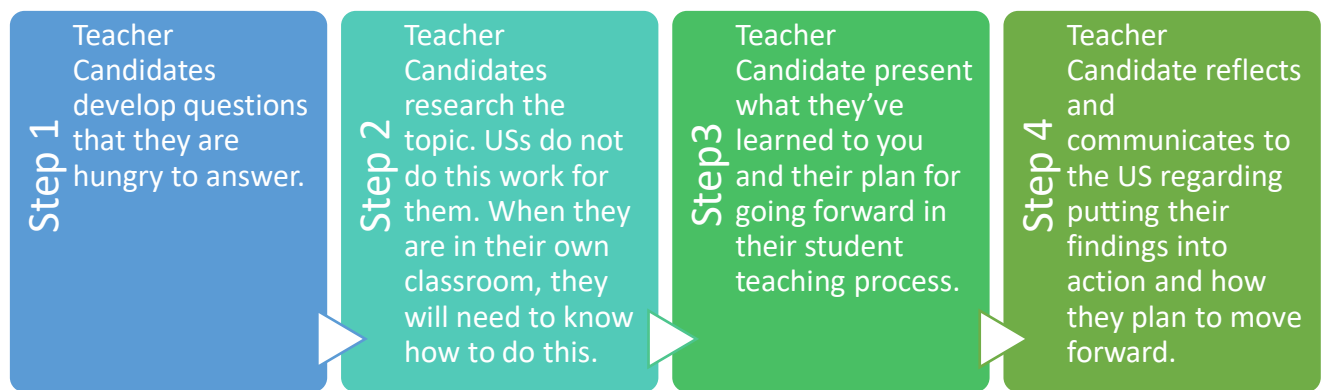 Step 1
Teacher
Candidates
develop questions
that they are
hungry to answer.
Step 2
Teacher
Candidates
research the
topic. USs do not
do this work for
them. When they
are in their own
classroom, they
will need to know
how to do this.
Step3
Teacher
Candidate present
what they’ve
learned to you
and their plan for
going forward in
their student
teaching process.
Step 4
Teacher
Candidate reflects
and
communicates to
the US regarding
putting their
findings into
action and how
they plan to move
forward.